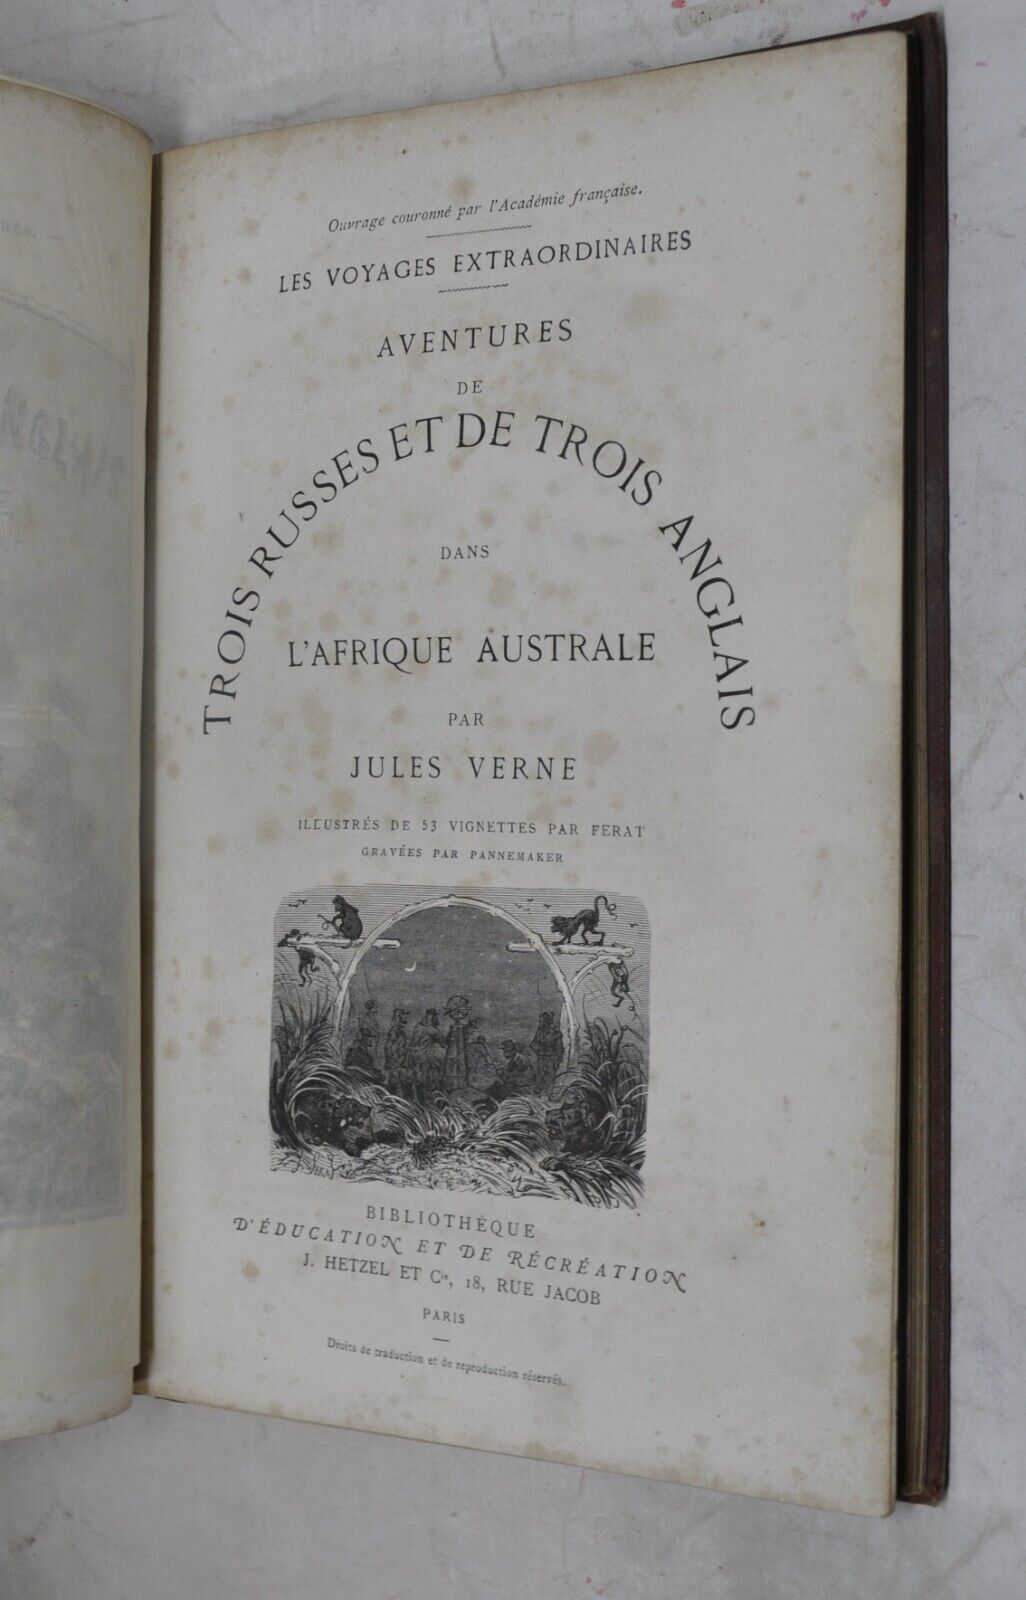 Ouvrage couronné par l'Académie française.
LES VOYAGES EXTRAORDINAIRES
AVENTURES
DE
TROIS RUSSES ET DE TROIS ANGLAIS
DANS
L'AFRIQUE AUSTRALE
PAR
JULES VERNE
ILLUSTRÉS DE 53 VIGNETTES PAR FERAT
GRAVÉES PAR PANNEMAKER
BIBLIOTHÈQUE
D'ÉDUCATION ET DE RÉCRÉATION
J. HETZEL ET Cie, 18, RUE JACOB
PARIS
Droits de traduction et de reproduction réservés.